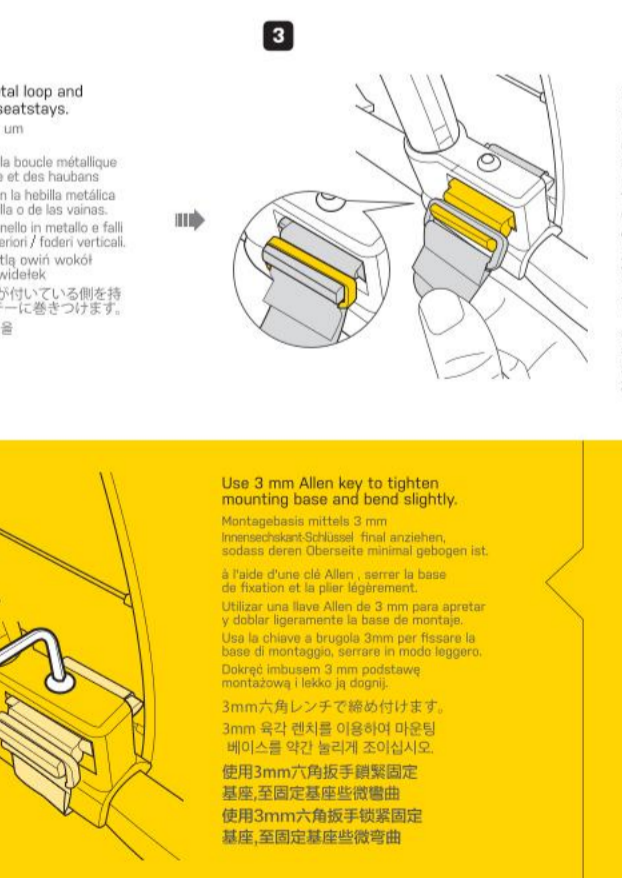 3
tal loop and
seatstays.
um
la boucle métallique
e et des haubans
n la hebilla metálica
lla o de las vainas.
nello in metallo e falli
eriori / foderi verticali.
tlą owiń wokół
widełek
が付いている側を持
テーに巻きつけます。
을
Use 3 mm Allen key to tighten
mounting base and bend slightly.
Montagebasis mittels 3 mm
Innensechskant-Schlüssel final anziehen,
sodass deren Oberseite minimal gebogen ist.
à l'aide d'une clé Allen , serrer la base
de fixation et la plier légèrement.
Utilizar una llave Allen de 3 mm para apretar
y doblar ligeramente la base de montaje.
Usa la chiave a brugola 3mm per fissare la
base di montaggio, serrare in modo leggero.
Dokręć imbusem 3 mm podstawę
montażową i lekko ją dognij.
3mm六角レンチで締め付けます。
3mm 육각 렌치를 이용하여 마운팅
베이스를 약간 눌리게 조이십시오.
使用3mm六角扳手鎖緊固定
基座,至固定基座些微彎曲
使用3mm六角扳手锁紧固定
基座,至固定基座些微弯曲